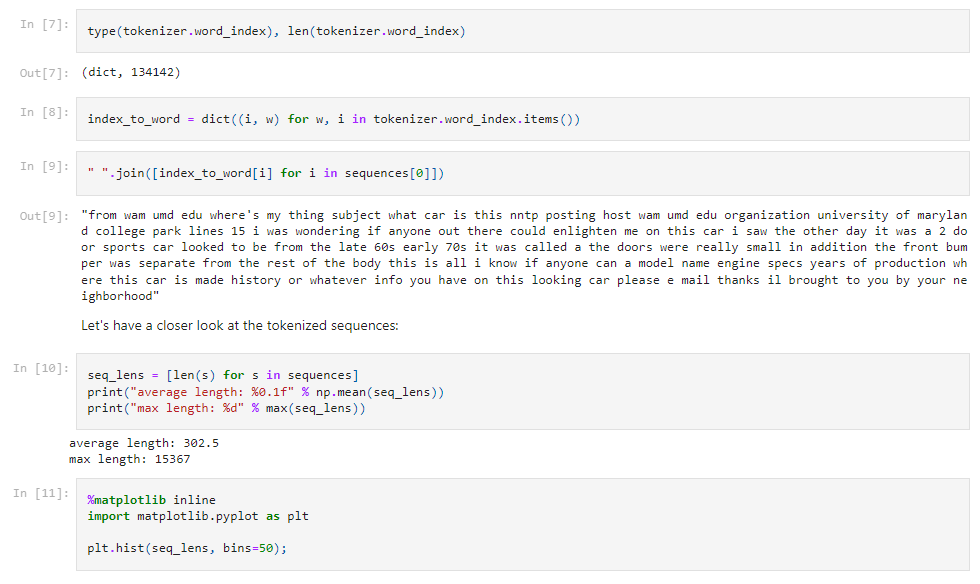 In [7]:
type(tokenizer.word_index), len(tokenizer.word_index)
Out[7]:
(dict, 134142)
In [8]:
index_to_word = dict((i, w) for w, i in tokenizer.word_index.items())
In [9]:
" ".join([index_to_word[i] for i in sequences[0]])
Out[9]:
"from wam umd edu where's my thing subject what car is this nntp posting host wam umd edu organization university of marylan
d college park lines 15 i was wondering if anyone out there could enlighten me on this car i saw the other day it was a 2 do
or sports car looked to be from the late 60s early 70s it was called a the doors were really small in addition the front bum
per was separate from the rest of the body this is all i know if anyone can a model name engine specs years of production wh
ere this car is made history or whatever info you have on this looking car please e mail thanks il brought to you by your ne
ighborhood"
Let's have a closer look at the tokenized sequences:
In [10]:
seq_lens = [len(s) for s in sequences]
print("average length: %0.1f" % np.mean(seq_lens))
print("max length: %d" % max(seq_lens))
average length: 302.5
max length: 15367
In [11]:
%matplotlib inline
import matplotlib.pyplot as plt
plt.hist(seq_lens, bins=50);